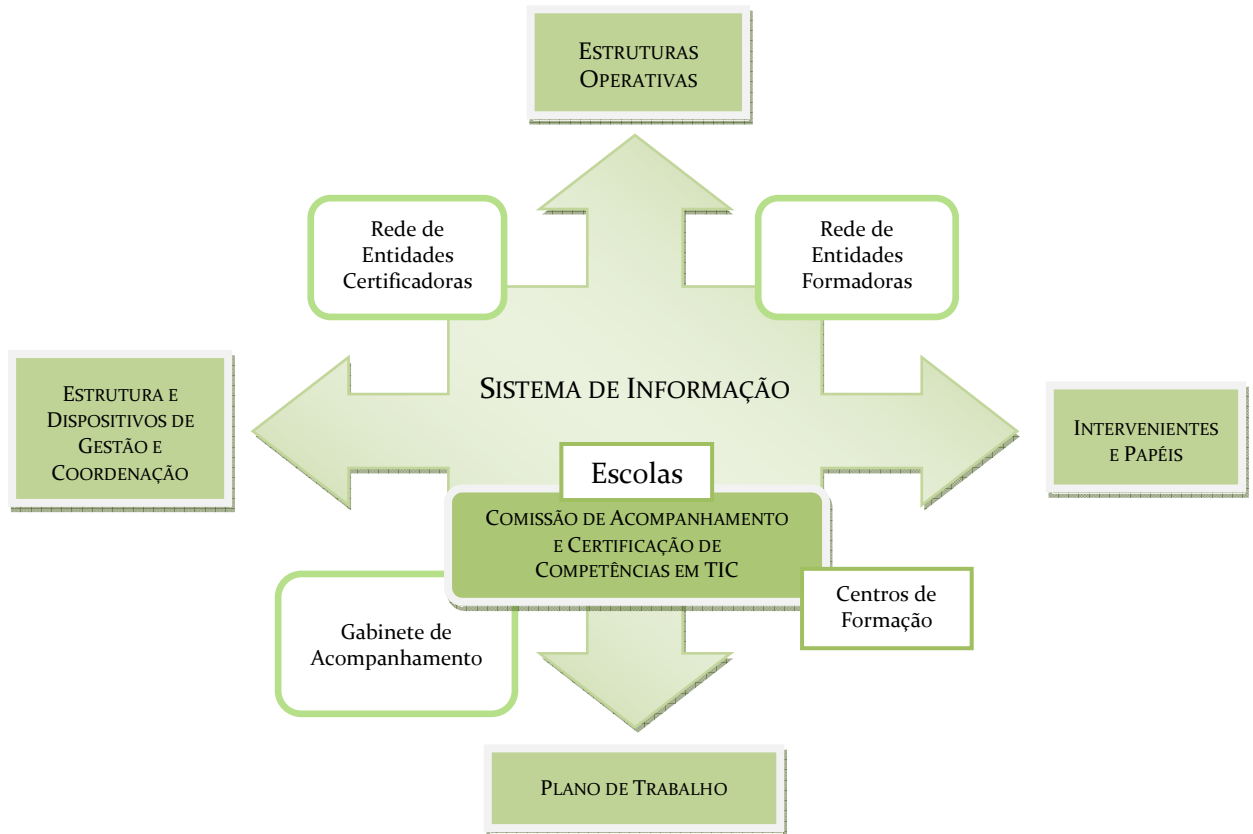 ESTRUTURAS
OPERATIVAS
Rede de
Entidades
Certificadoras
Rede de
Entidades
Formadoras
ESTRUTURA E
DISPOSITIVOS DE
GESTÃO E
COORDENAÇÃO
SISTEMA DE INFORMAÇÃO
INTERVENIENTES
E PAPÉIS
Escolas
COMISSÃO DE ACOMPANHAMENTO
E CERTIFICAÇÃO DE
COMPETÊNCIAS EM TIC
Centros de
Formação
Gabinete de
Acompanhamento
PLANO DE TRABALHO